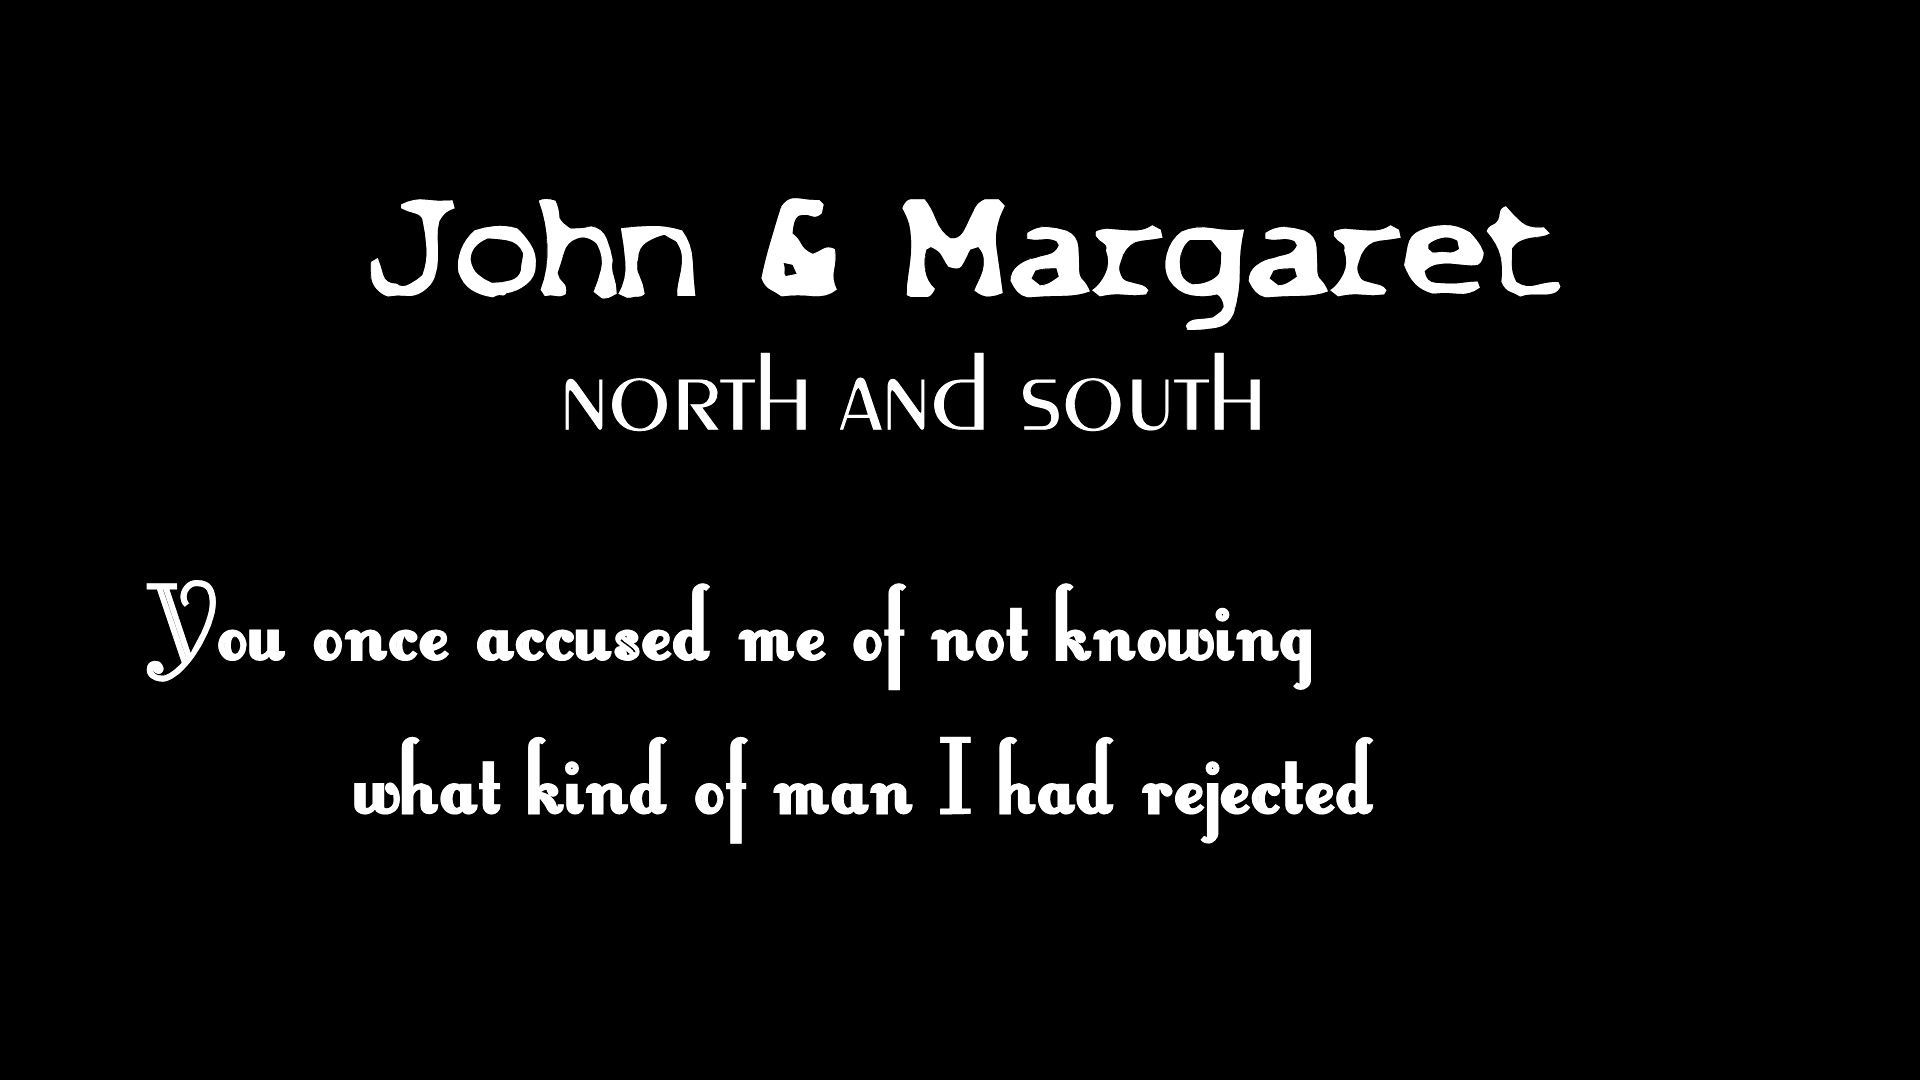 John & Margaret
NORTH ANd SOUTH
You once accused me of not knowing
what kind of man I had rejected